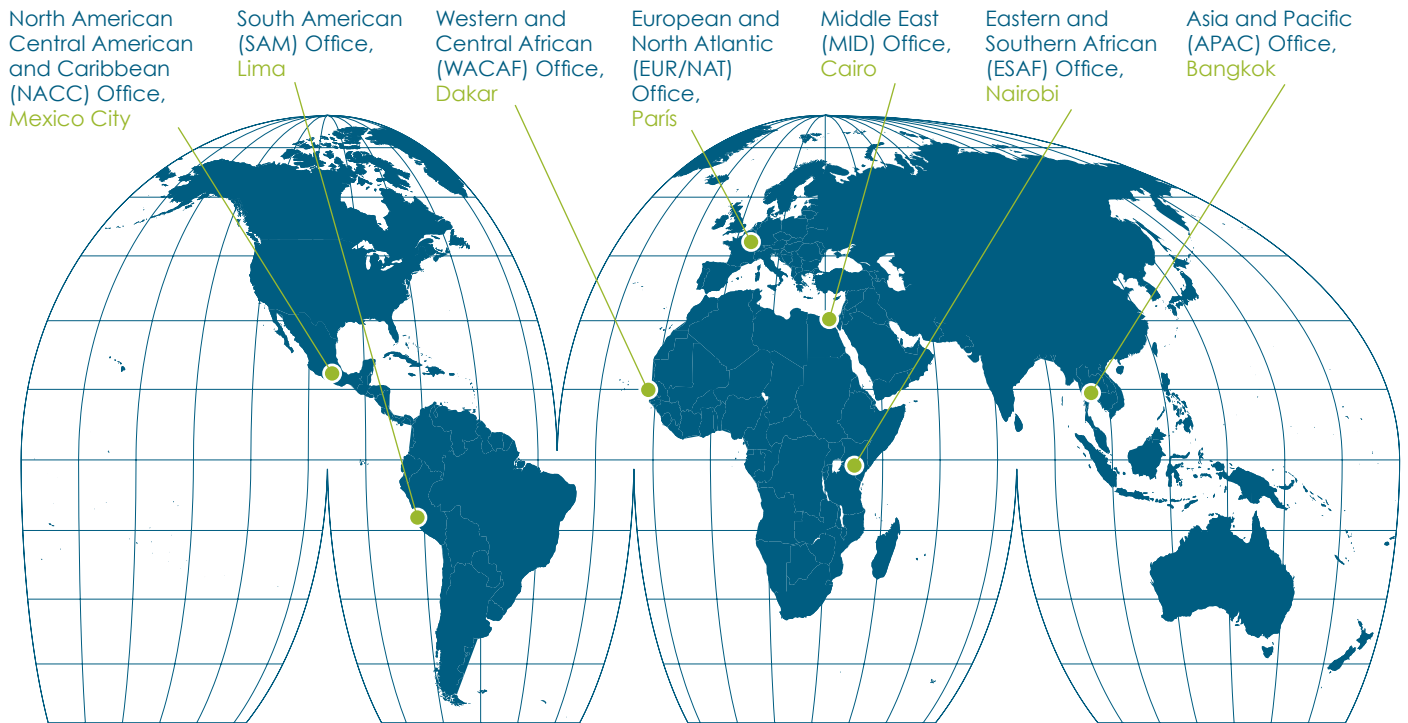 North American
Central American
and Caribbean
(NACC) Office,
Mexico City
South American
(SAM) Office,
Lima
Western and
Central African
(WACAF) Office,
Dakar
European and
North Atlantic
(EUR/NAT)
Office,
París
Middle East
(MID) Office,
Cairo
Eastern and
Southern African
(ESAF) Office,
Nairobi
Asia and Pacific
(APAC) Office,
Bangkok